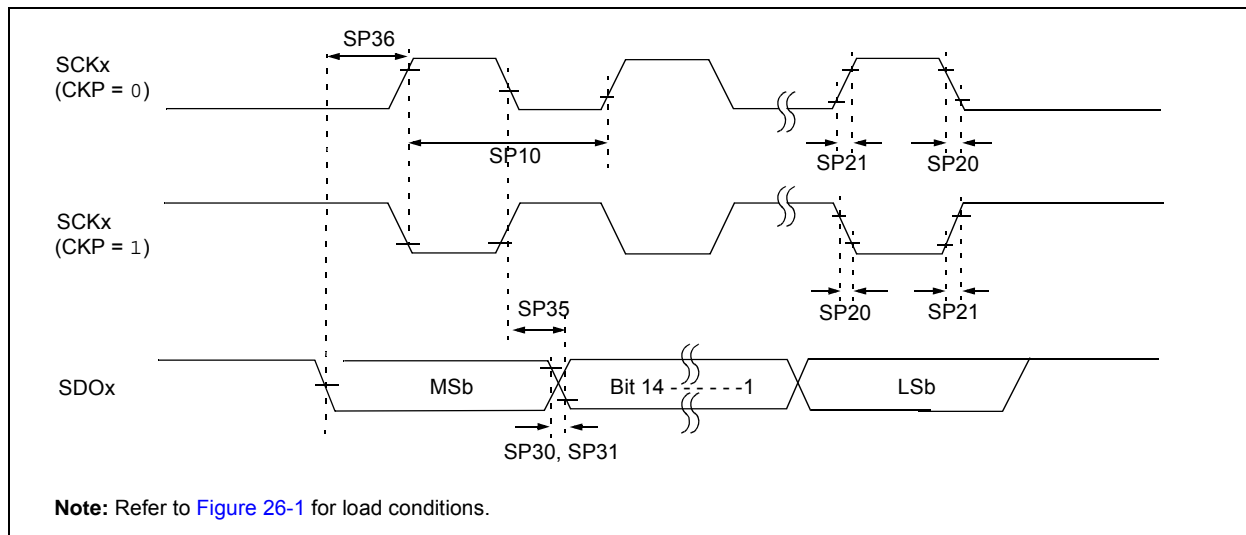 SP36
SCKx
(CKP = 0)
SP10
SP21
SP20
SCKx
(CKP = 1)
SP35
SP20
SP21
SDOx
MSb
Bit 14 - - - - - -1
LSb
SP30, SP31
Note: Refer to Figure 26-1 for load conditions.